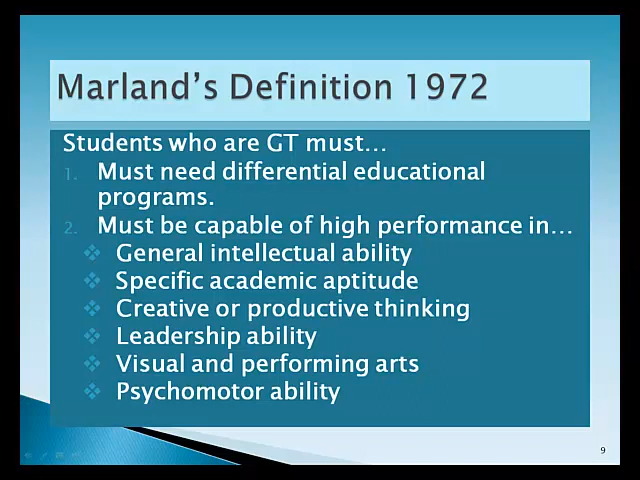 Marland's Definition 1972
Students who are GT must…
1. Must need differential educational
programs.
2. Must be capable of high performance in…
❖ General intellectual ability
❖ Specific academic aptitude
❖ Creative or productive thinking
❖ Leadership ability
❖ Visual and performing arts
❖ Psychomotor ability
9